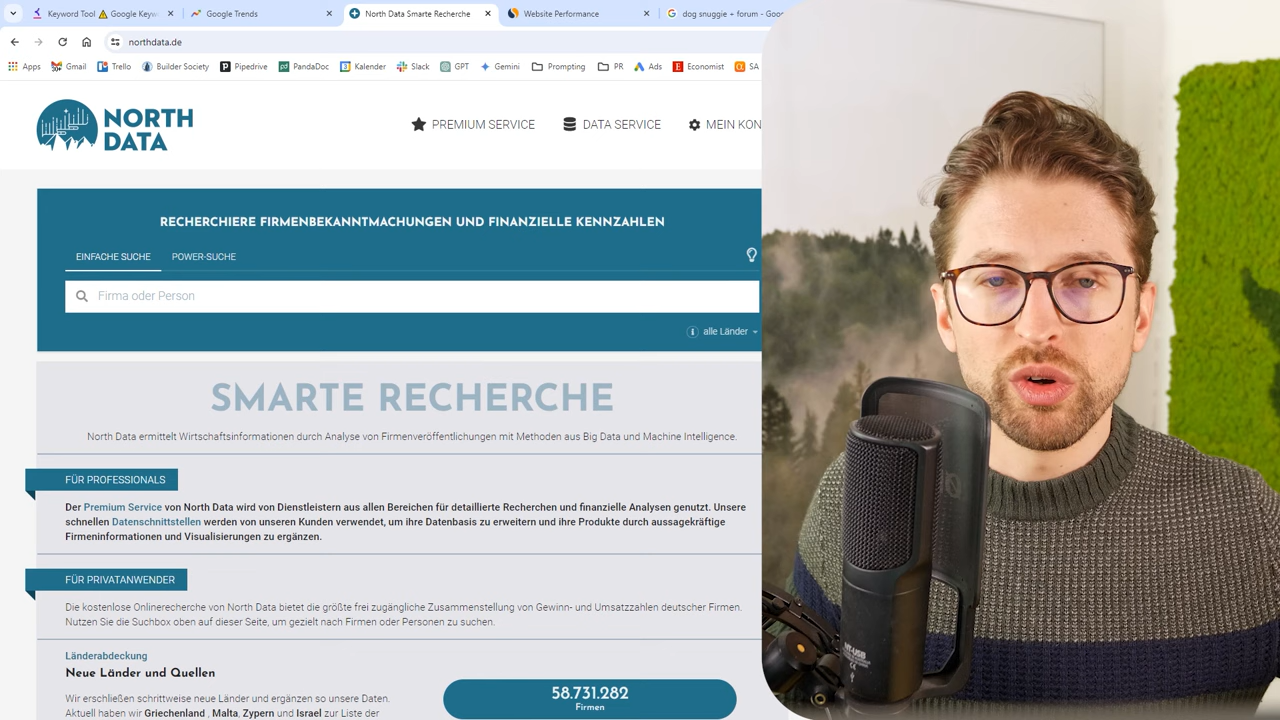 Keyword Tool ⚠ Google Keyw
Google Trends
North Data Smarte Recherche
Website Performance
dog snuggie + forum - Goo
northdata.de
Apps
Gmail
Trello
Builder Society
Pipedrive
PandaDoc
Kalender
Slack
GPT
Gemini
Prompting
PR
Ads
Economist
SA
NORTH
DATA
PREMIUM SERVICE
DATA SERVICE
MEIN KON
RECHERCHIERE FIRMENBEKANNTMACHUNGEN UND FINANZIELLE KENNZAHLEN
EINFACHE SUCHE
POWER-SUCHE
Firma oder Person
alle Länder
SMARTE RECHERCHE
North Data ermittelt Wirtschaftsinformationen durch Analyse von Firmenveröffentlichungen mit Methoden aus Big Data und Machine Intelligence.
FÜR PROFESSIONALS
Der Premium Service von North Data wird von Dienstleistern aus allen Bereichen für detaillierte Recherchen und finanzielle Analysen genutzt. Unsere
schnellen Datenschnittstellen werden von unseren Kunden verwendet, um ihre Datenbasis zu erweitern und ihre Produkte durch aussagekräftige
Firmeninformationen und Visualisierungen zu ergänzen.
FÜR PRIVATANWENDER
Die kostenlose Onlinerecherche von North Data bietet die größte frei zugängliche Zusammenstellung von Gewinn- und Umsatzzahlen deutscher Firmen.
Nutzen Sie die Suchbox oben auf dieser Seite, um gezielt nach Firmen oder Personen zu suchen.
Länderabdeckung
Neue Länder und Quellen
Wir erschließen schrittweise neue Länder und ergänzen so unsere Daten.
Aktuell haben wir Griechenland , Malta, Zypern und Israel zur Liste der
58.731.282
Firmen
NT-USB